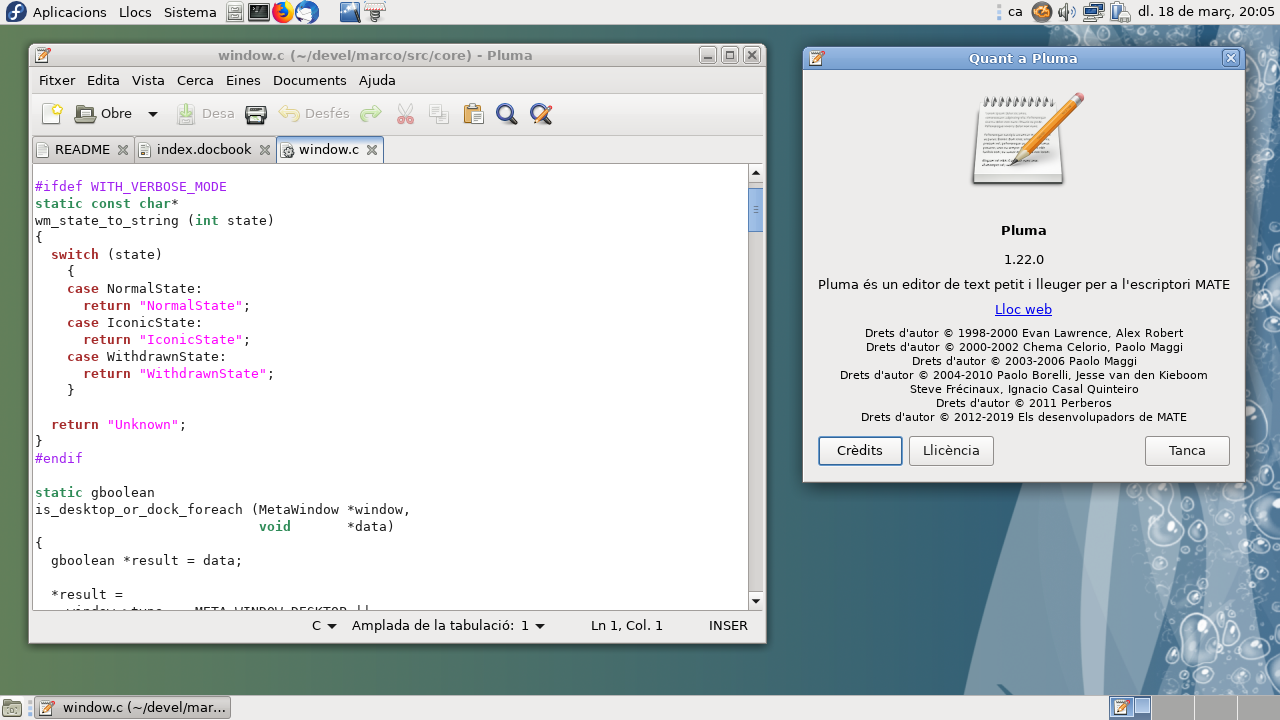 Aplicacions Llocs Sistema
ca
dl. 18 de març, 20:05
window.c (~/devel/marco/src/core) - Pluma
Fitxer Edita Vista Cerca Eines Documents Ajuda
Obre Desa Desfés
README index.docbook window.c
#ifdef WITH_VERBOSE_MODE
static const char*
wm_state_to_string (int state)
{
  switch (state)
    {
    case NormalState:
      return "NormalState";
    case IconicState:
      return "IconicState";
    case WithdrawnState:
      return "WithdrawnState";
    }
  return "Unknown";
}
#endif
static gboolean
is_desktop_or_dock_foreach (MetaWindow *window,
                            void       *data)
{
  gboolean *result = data;
  *result =
C Amplada de la tabulació: 1 Ln 1, Col. 1 INSER
Quant a Pluma
Pluma
1.22.0
Pluma és un editor de text petit i lleuger per a l'escriptori MATE
Lloc web
Drets d'autor © 1998-2000 Evan Lawrence, Alex Robert
Drets d'autor © 2000-2002 Chema Celorio, Paolo Maggi
Drets d'autor © 2003-2006 Paolo Maggi
Drets d'autor © 2004-2010 Paolo Borelli, Jesse van den Kieboom
Steve Frécinaux, Ignacio Casal Quinteiro
Drets d'autor © 2011 Perberos
Drets d'autor © 2012-2019 Els desenvolupadors de MATE
Crèdits Llicència Tanca
window.c (~/devel/mar...